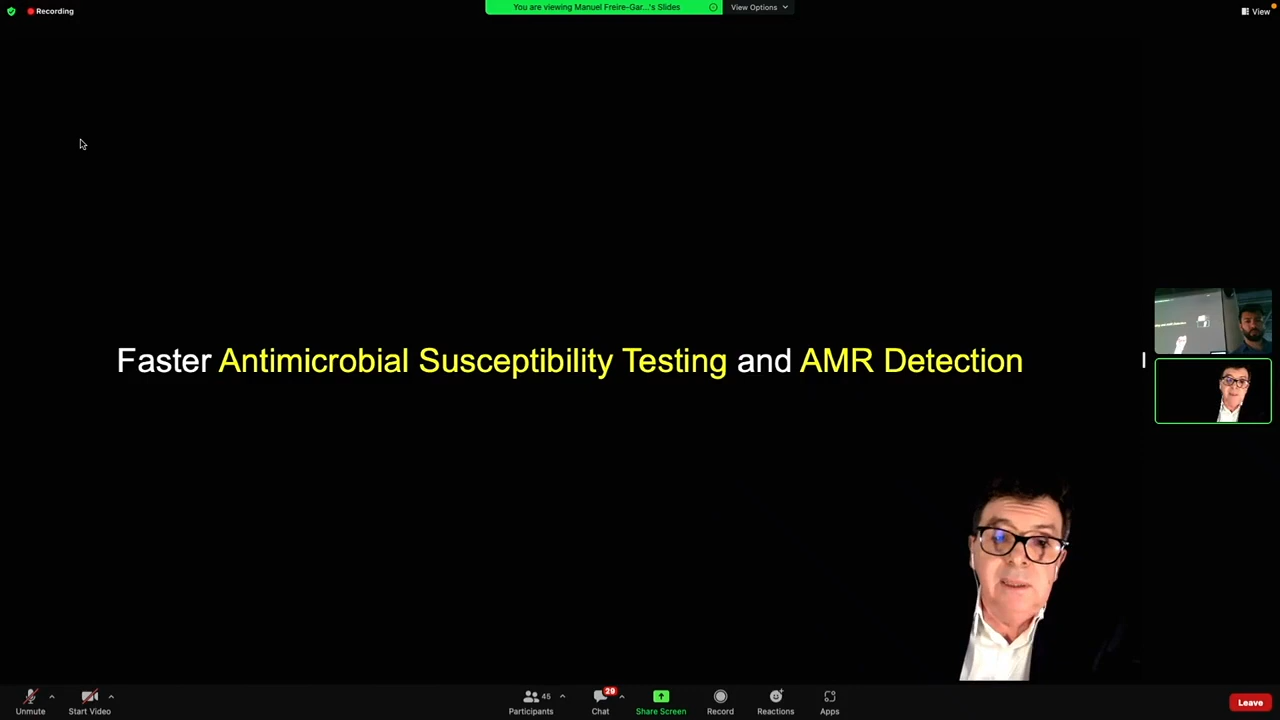 Recording
You are viewing Manuel Freire-Gar...'s Slides
View Options
View
Faster Antimicrobial Susceptibility Testing and AMR Detection
Unmute
Start Video
45
Participants
29
Chat
Share Screen
Record
Reactions
Apps
Leave